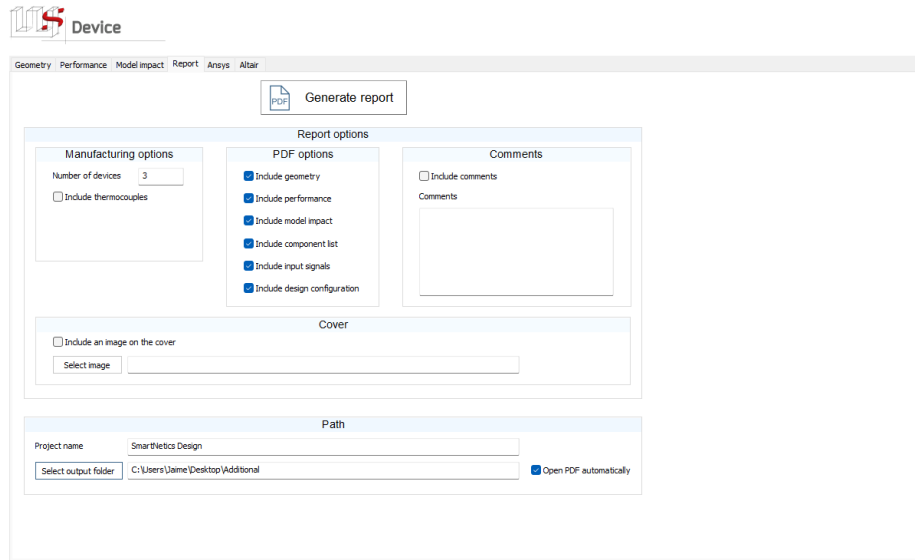 Device
Geometry Performance Model impact Report Ansys Altair
PDF Generate report
Report options
Manufacturing options
Number of devices 3
Include thermocouples
PDF options
Include geometry
Include performance
Include model impact
Include component list
Include input signals
Include design configuration
Comments
Include comments
Comments
Cover
Include an image on the cover
Select image
Path
Project name SmartNetics Design
Select output folder C:\Users\Jaime\Desktop\Additional Open PDF automatically